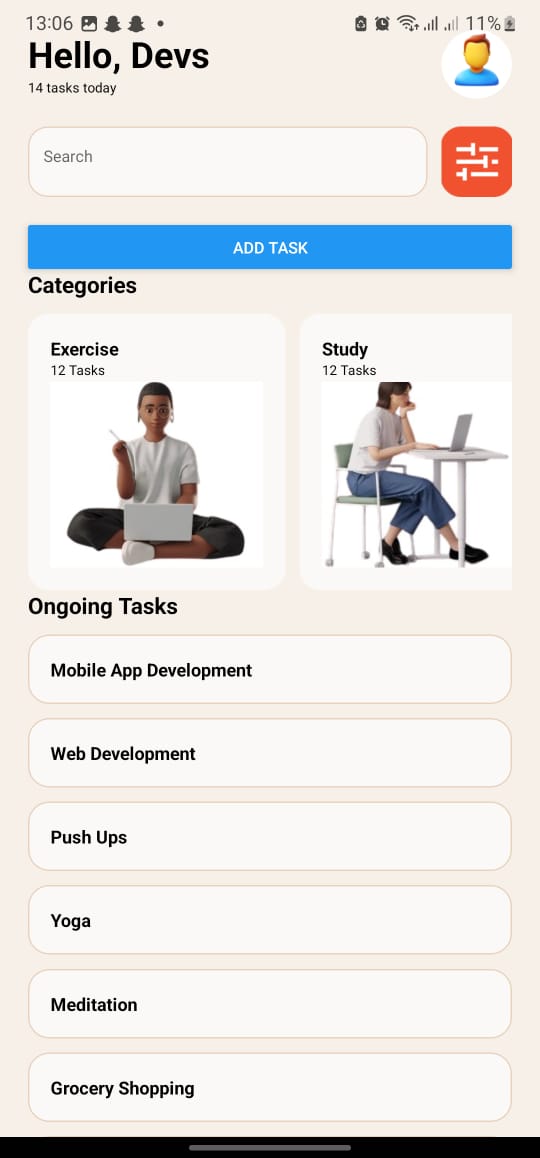 13:06 11%
Hello, Devs
14 tasks today
Search
ADD TASK
Categories
Exercise
12 Tasks
Study
12 Tasks
Ongoing Tasks
Mobile App Development
Web Development
Push Ups
Yoga
Meditation
Grocery Shopping